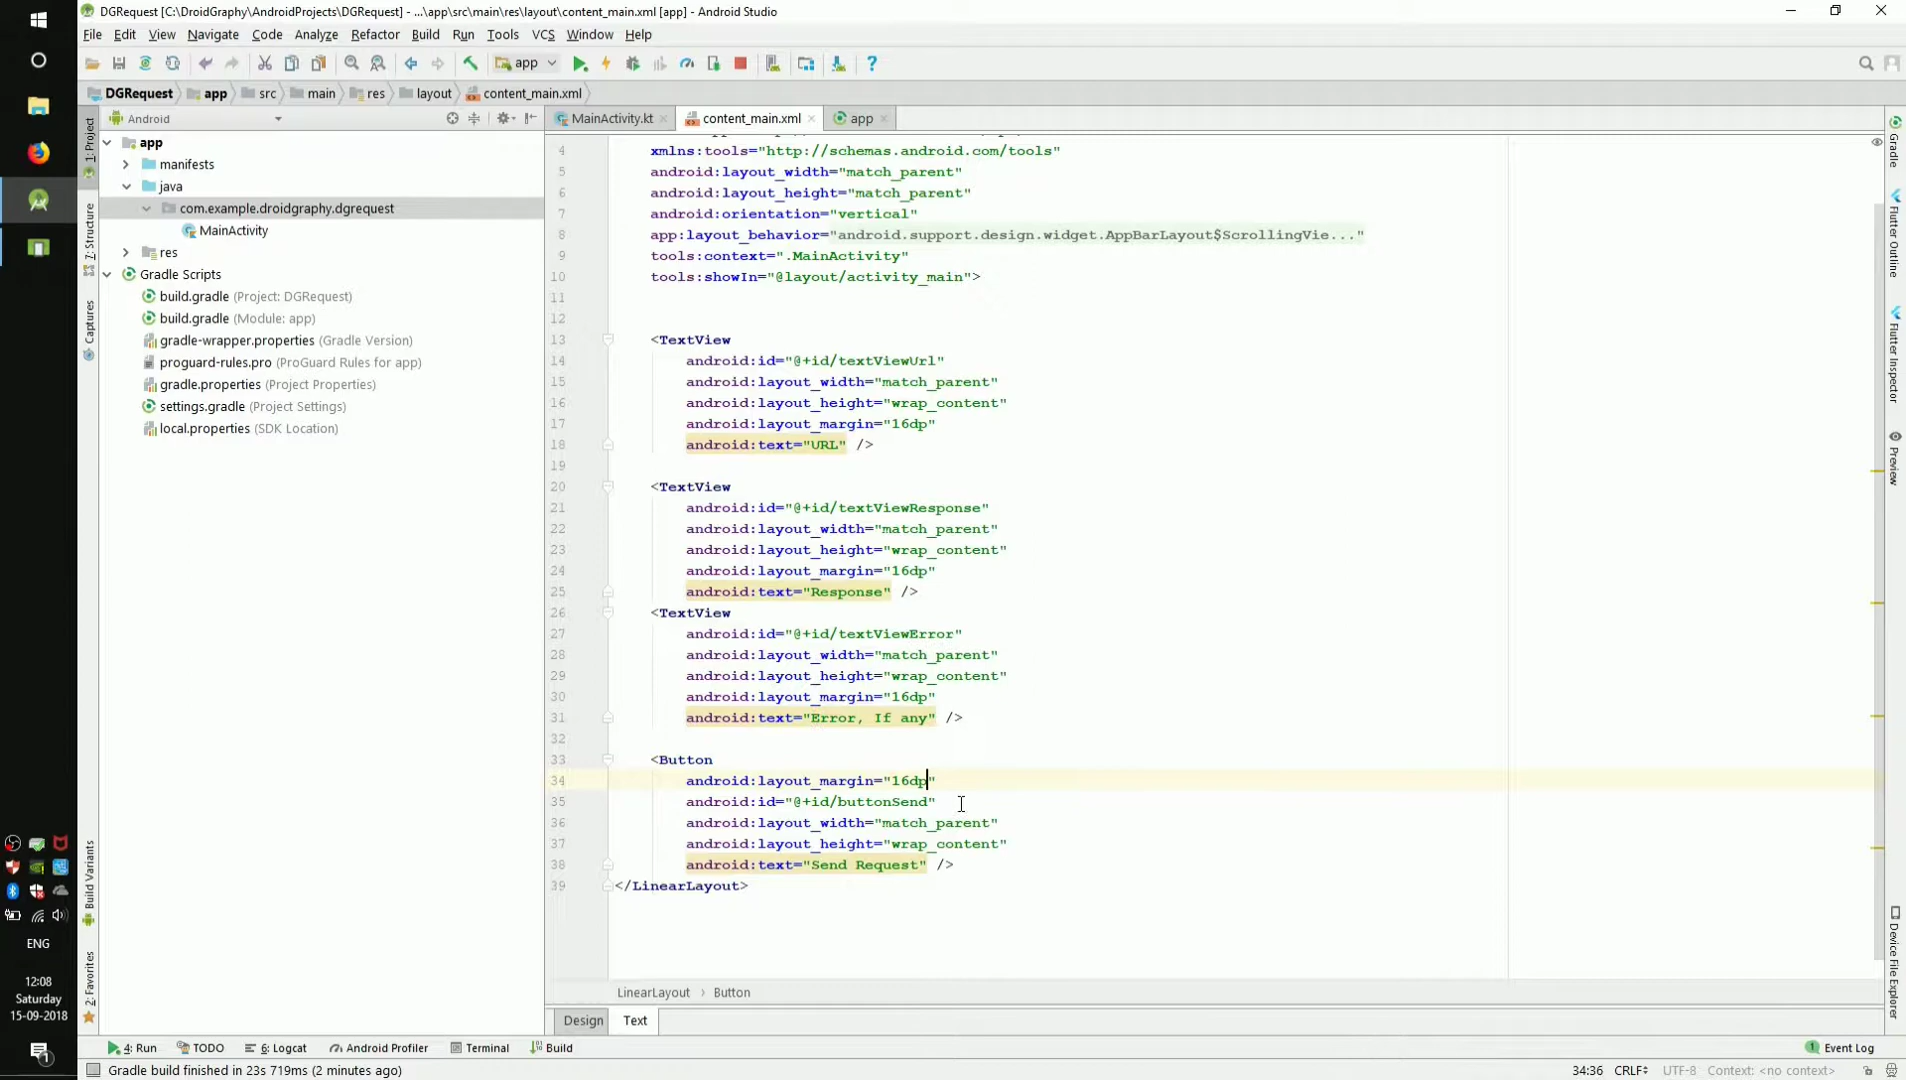 DGRequest [C:\DroidGraphy\AndroidProjects\DGRequest] - ...\app\src\main\res\layout\content_main.xml [app] - Android Studio
File Edit View Navigate Code Analyze Refactor Build Run Tools VCS Window Help
app
DGRequest app src main res layout content_main.xml
Android
MainActivity.kt content_main.xml app
app
manifests
java
com.example.droidgraphy.dgrequest
MainActivity
res
Gradle Scripts
build.gradle (Project: DGRequest)
build.gradle (Module: app)
gradle-wrapper.properties (Gradle Version)
proguard-rules.pro (ProGuard Rules for app)
gradle.properties (Project Properties)
settings.gradle (Project Settings)
local.properties (SDK Location)
1: Project
7: Structure
Captures
Build Variants
2: Favorites
4 xmlns:tools="http://schemas.android.com/tools"
5 android:layout_width="match_parent"
6 android:layout_height="match_parent"
7 android:orientation="vertical"
8 app:layout_behavior="android.support.design.widget.AppBarLayout$ScrollingVie..."
9 tools:context=".MainActivity"
10 tools:showIn="@layout/activity_main">
11
12
13 <TextView
14 android:id="@+id/textViewUrl"
15 android:layout_width="match_parent"
16 android:layout_height="wrap_content"
17 android:layout_margin="16dp"
18 android:text="URL" />
19
20 <TextView
21 android:id="@+id/textViewResponse"
22 android:layout_width="match_parent"
23 android:layout_height="wrap_content"
24 android:layout_margin="16dp"
25 android:text="Response" />
26 <TextView
27 android:id="@+id/textViewError"
28 android:layout_width="match_parent"
29 android:layout_height="wrap_content"
30 android:layout_margin="16dp"
31 android:text="Error, If any" />
32
33 <Button
34 android:layout_margin="16dp"
35 android:id="@+id/buttonSend"
36 android:layout_width="match_parent"
37 android:layout_height="wrap_content"
38 android:text="Send Request" />
39 </LinearLayout>
Gradle
Flutter Outline
Flutter Inspector
Preview
Device File Explorer
LinearLayout › Button
Design Text
4: Run TODO 6: Logcat Android Profiler Terminal Build
1 Event Log
Gradle build finished in 23s 719ms (2 minutes ago)
34:36 CRLF UTF-8 Context: <no context>
ENG
12:08
Saturday
15-09-2018
1